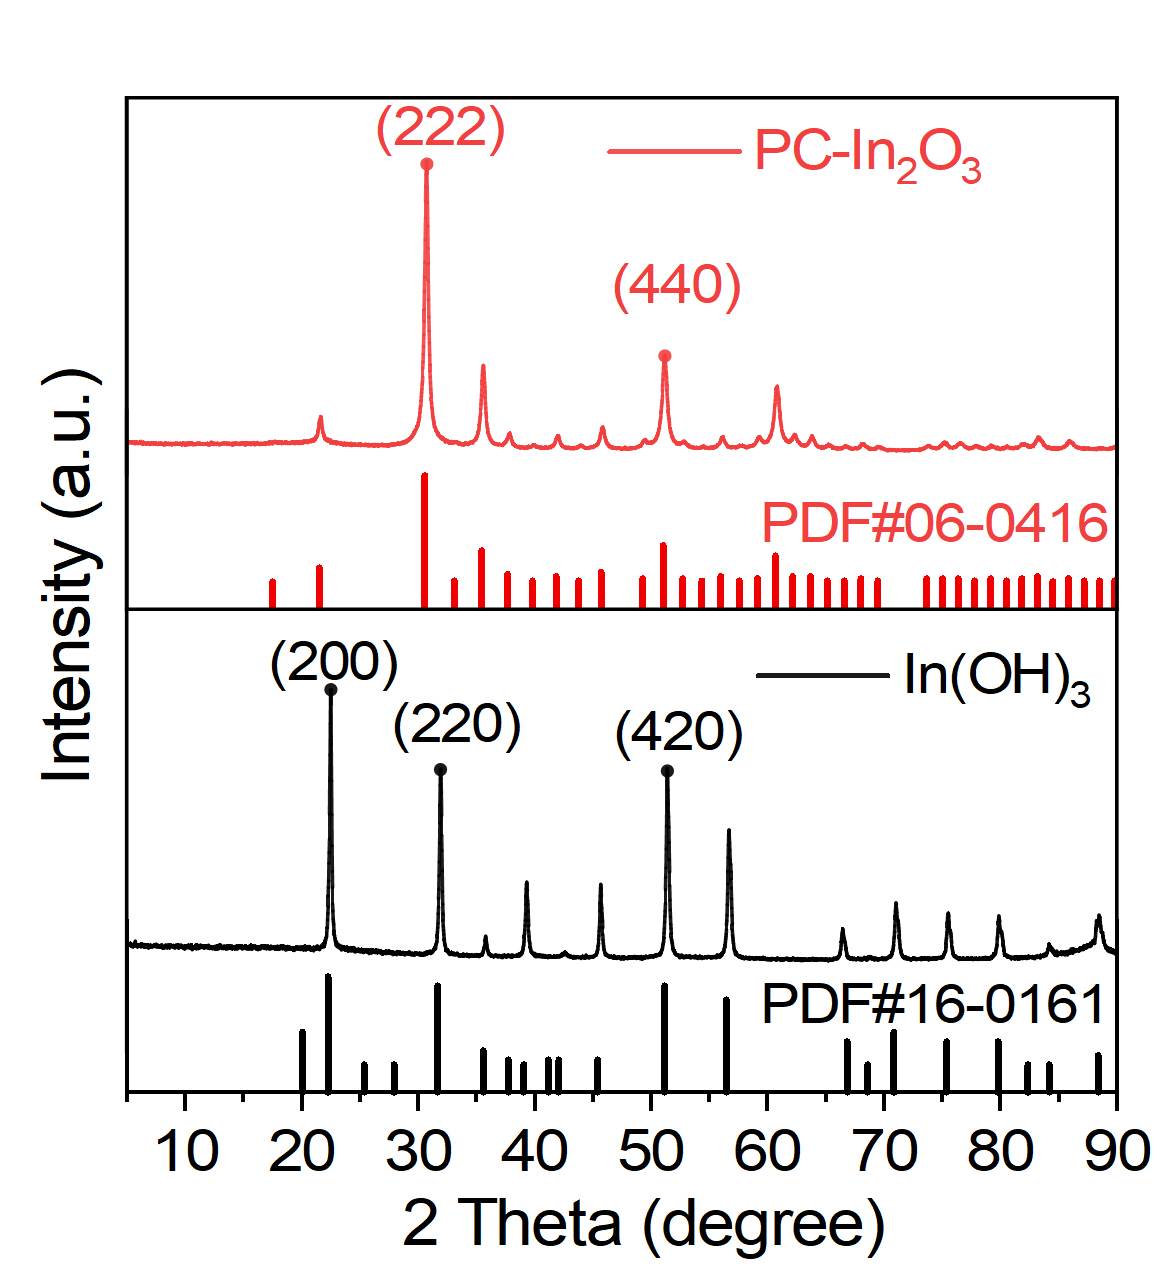 (222)
PC-In₂O₃
(440)
PDF#06-0416
(200)
In(OH)₃
(220)
(420)
PDF#16-0161
Intensity (a.u.)
10 20 30 40 50 60 70 80 90
2 Theta (degree)